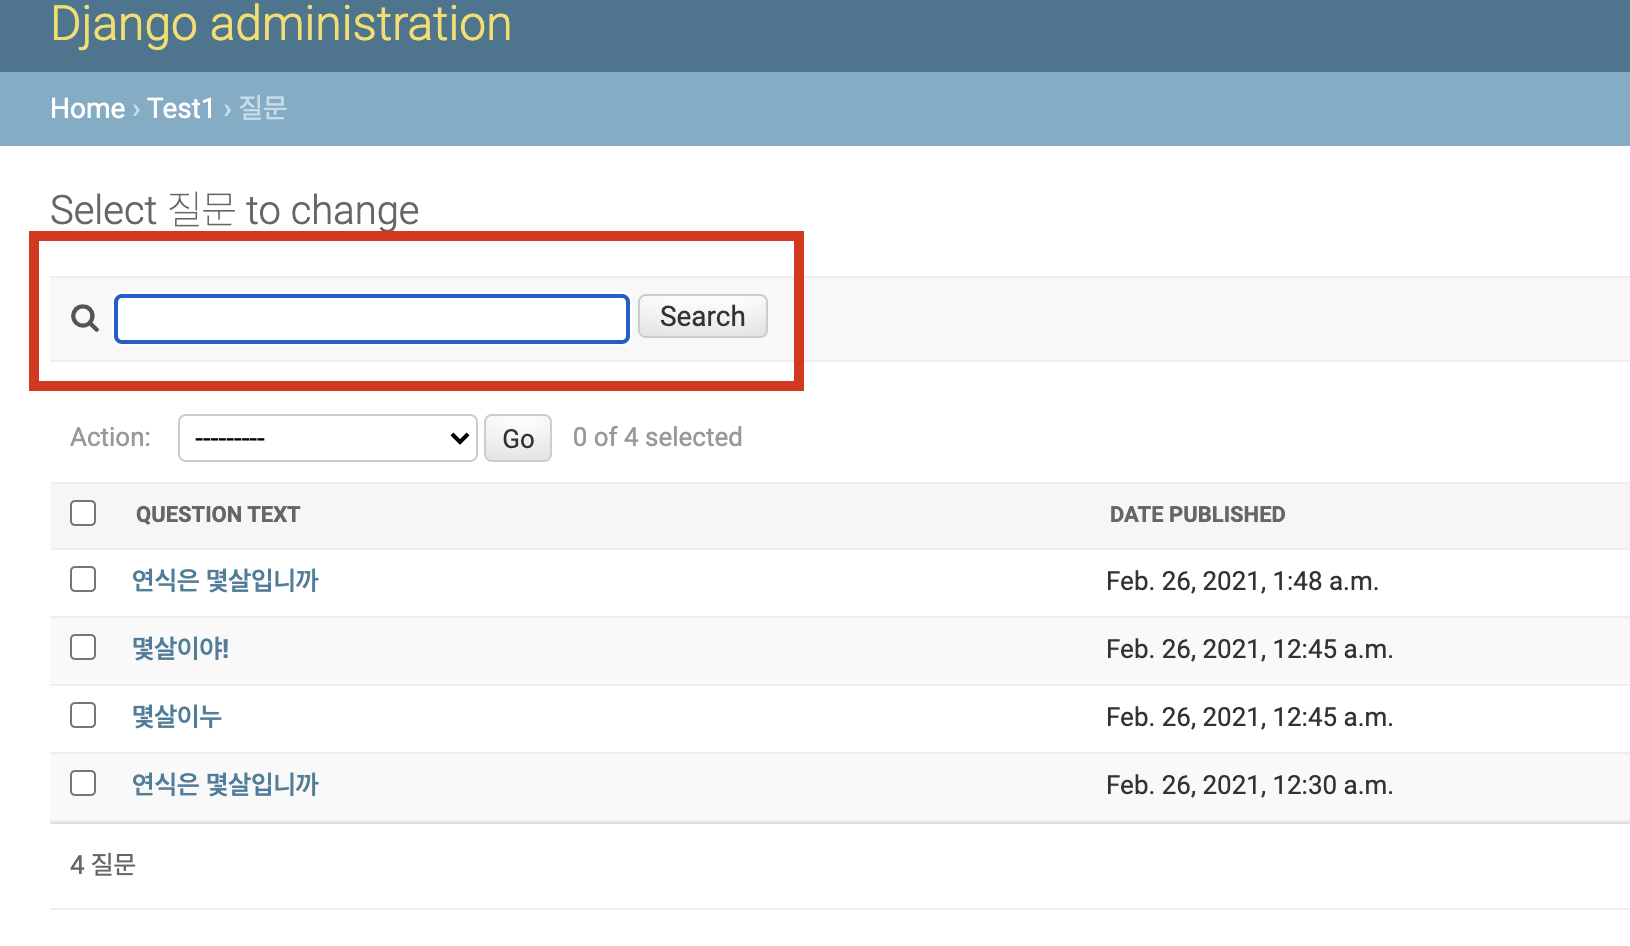 Django administration
Home › Test1 › 질문
Select 질문 to change
Search
Action: --------- Go 0 of 4 selected
QUESTION TEXT DATE PUBLISHED
연식은 몇살입니까 Feb. 26, 2021, 1:48 a.m.
몇살이야! Feb. 26, 2021, 12:45 a.m.
몇살이누 Feb. 26, 2021, 12:45 a.m.
연식은 몇살입니까 Feb. 26, 2021, 12:30 a.m.
4 질문